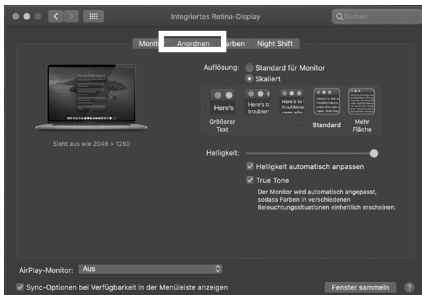 Integriertes Retina-Display
Suchen
Monit Anordnen arben Night Shift
Auflösung: Standard für Monitor
Skaliert
Here's
Größerer Text
Standard
Mehr Fläche
Sieht aus wie 2048 × 1280
Helligkeit:
Helligkeit automatisch anpassen
True Tone
Der Monitor wird automatisch angepasst,
sodass Farben in verschiedenen
Beleuchtungssituationen einheitlich erscheinen.
AirPlay-Monitor: Aus
Sync-Optionen bei Verfügbarkeit in der Menüleiste anzeigen
Fenster sammeln ?